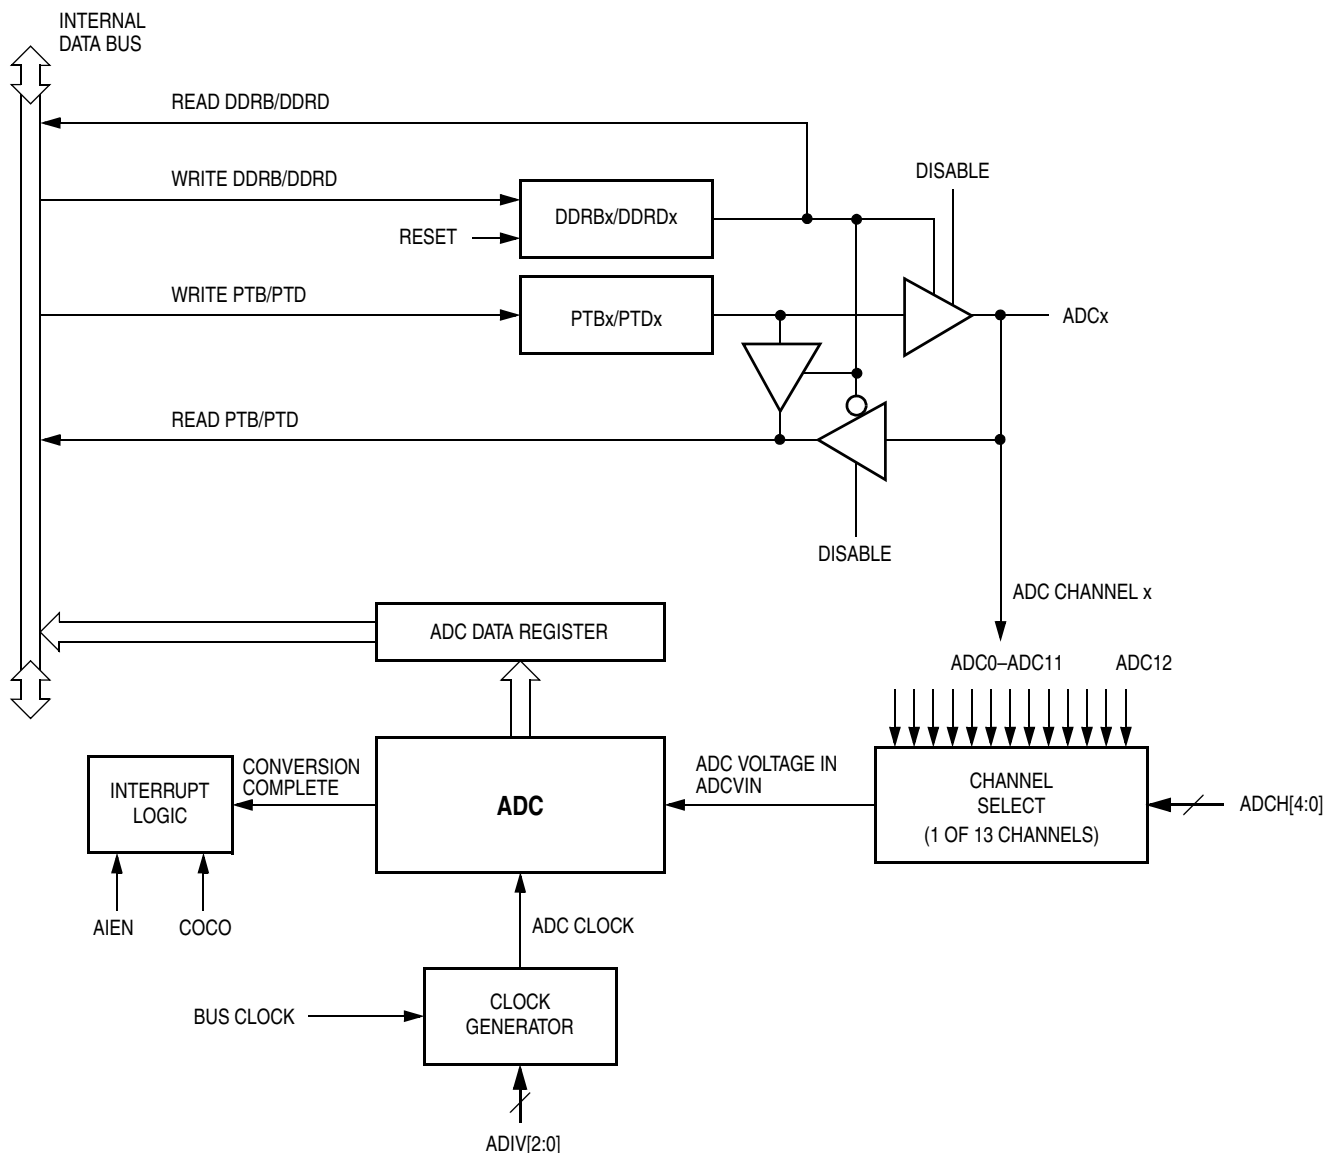 INTERNAL
DATA BUS
READ DDRB/DDRD
WRITE DDRB/DDRD
DISABLE
DDRBx/DDRDx
RESET
WRITE PTB/PTD
PTBx/PTDx
ADCx
READ PTB/PTD
DISABLE
ADC CHANNEL x
ADC DATA REGISTER
ADC0–ADC11
ADC12
INTERRUPT
LOGIC
CONVERSION
COMPLETE
ADC
ADC VOLTAGE IN
ADCVIN
CHANNEL
SELECT
(1 OF 13 CHANNELS)
ADCH[4:0]
AIEN
COCO
ADC CLOCK
BUS CLOCK
CLOCK
GENERATOR
ADIV[2:0]